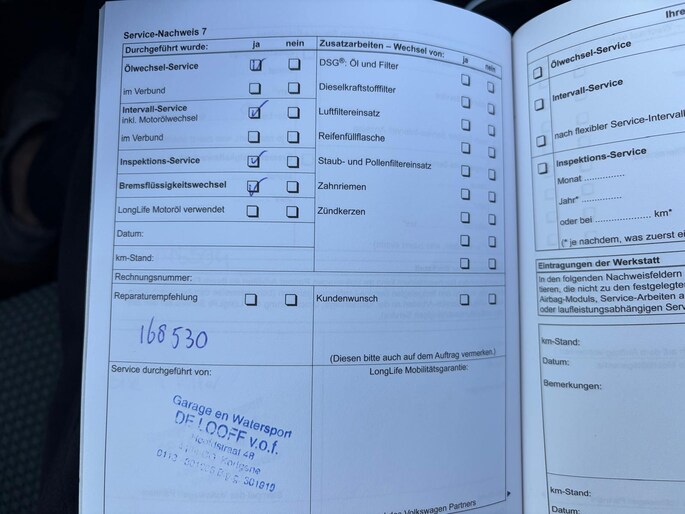 Service-Nachweis 7
Durchgeführt wurde: ja nein
Ölwechsel-Service
im Verbund
Intervall-Service
inkl. Motorölwechsel
im Verbund
Inspektions-Service
Bremsflüssigkeitswechsel
LongLife Motoröl verwendet
Datum:
km-Stand:
Rechnungsnummer:
Reparaturempfehlung
168530
Zusatzarbeiten – Wechsel von: ja nein
DSG®: Öl und Filter
Dieselkraftstofffilter
Luftfiltereinsatz
Reifenfüllflasche
Staub- und Pollenfiltereinsatz
Zahnriemen
Zündkerzen
Kundenwunsch
(Diesen bitte auch auf dem Auftrag vermerken.)
Service durchgeführt von:
Garage en Watersport
DE LOOFF v.o.f.
LongLife Mobilitätsgarantie:
Volkswagen Partners
Ihre
Ölwechsel-Service
Intervall-Service
nach flexibler Service-Intervall
Inspektions-Service
Monat ...............
Jahr* ...............
oder bei .................... km*
(* je nachdem, was zuerst
Eintragungen der Werkstatt
In den folgenden Nachweisfeldern
tieren, die nicht zu den festgelegte
Airbag-Moduls, Service-Arbeiten a
oder laufleistungsabhängigen Serv
km-Stand:
Datum:
Bemerkungen:
km-Stand:
Datum: